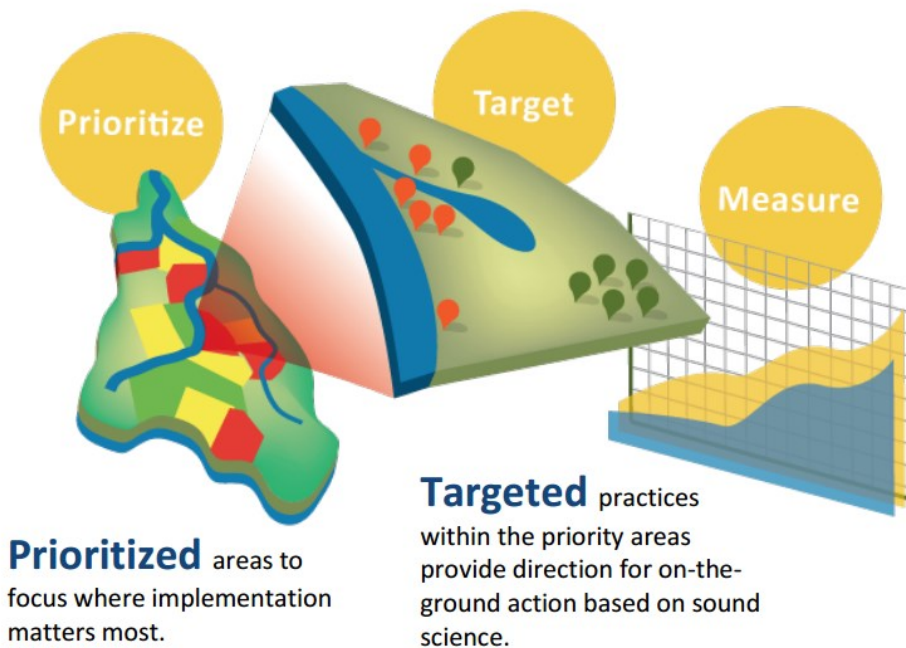 Prioritize
Target
Measure
Prioritized areas to
focus where implementation
matters most.
Targeted practices
within the priority areas
provide direction for on-the-
ground action based on sound
science.